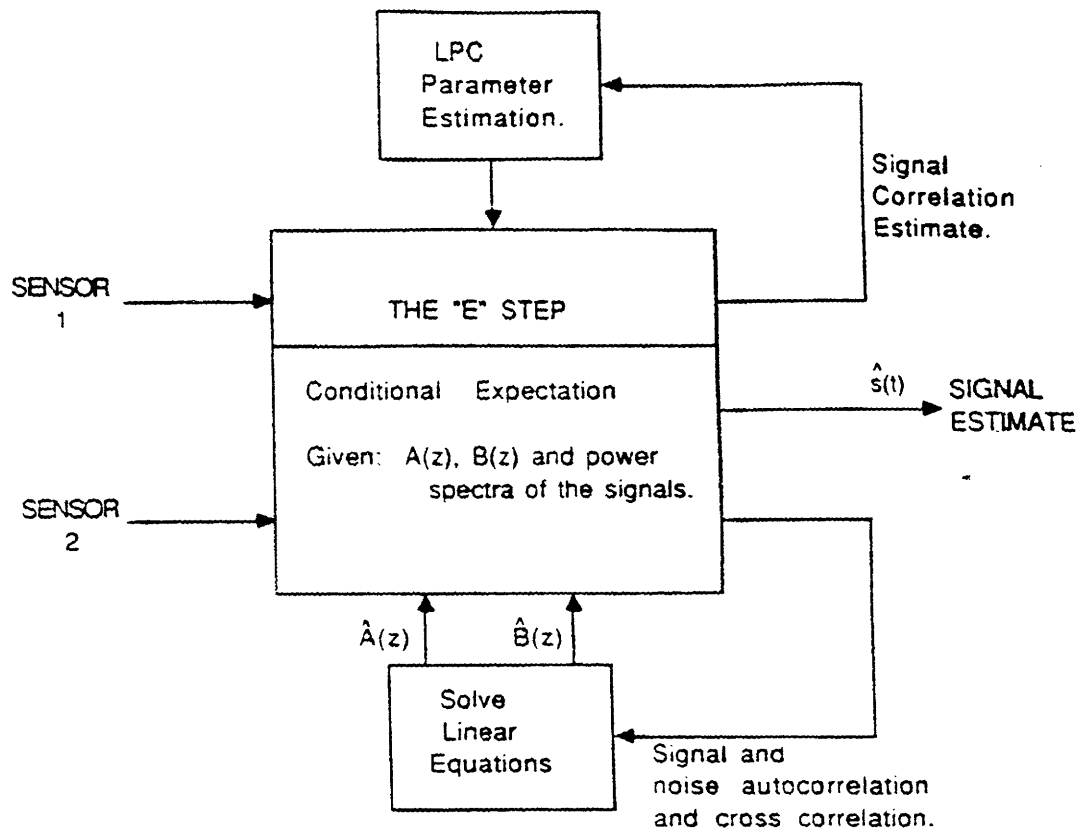 LPC
Parameter
Estimation.
Signal
Correlation
Estimate.
SENSOR
1
THE "E" STEP
Conditional Expectation
Given: A(z), B(z) and power
spectra of the signals.
ŝ(t)
SIGNAL
ESTIMATE
SENSOR
2
Â(z)
B̂(z)
Solve
Linear
Equations
Signal and
noise autocorrelation
and cross correlation.